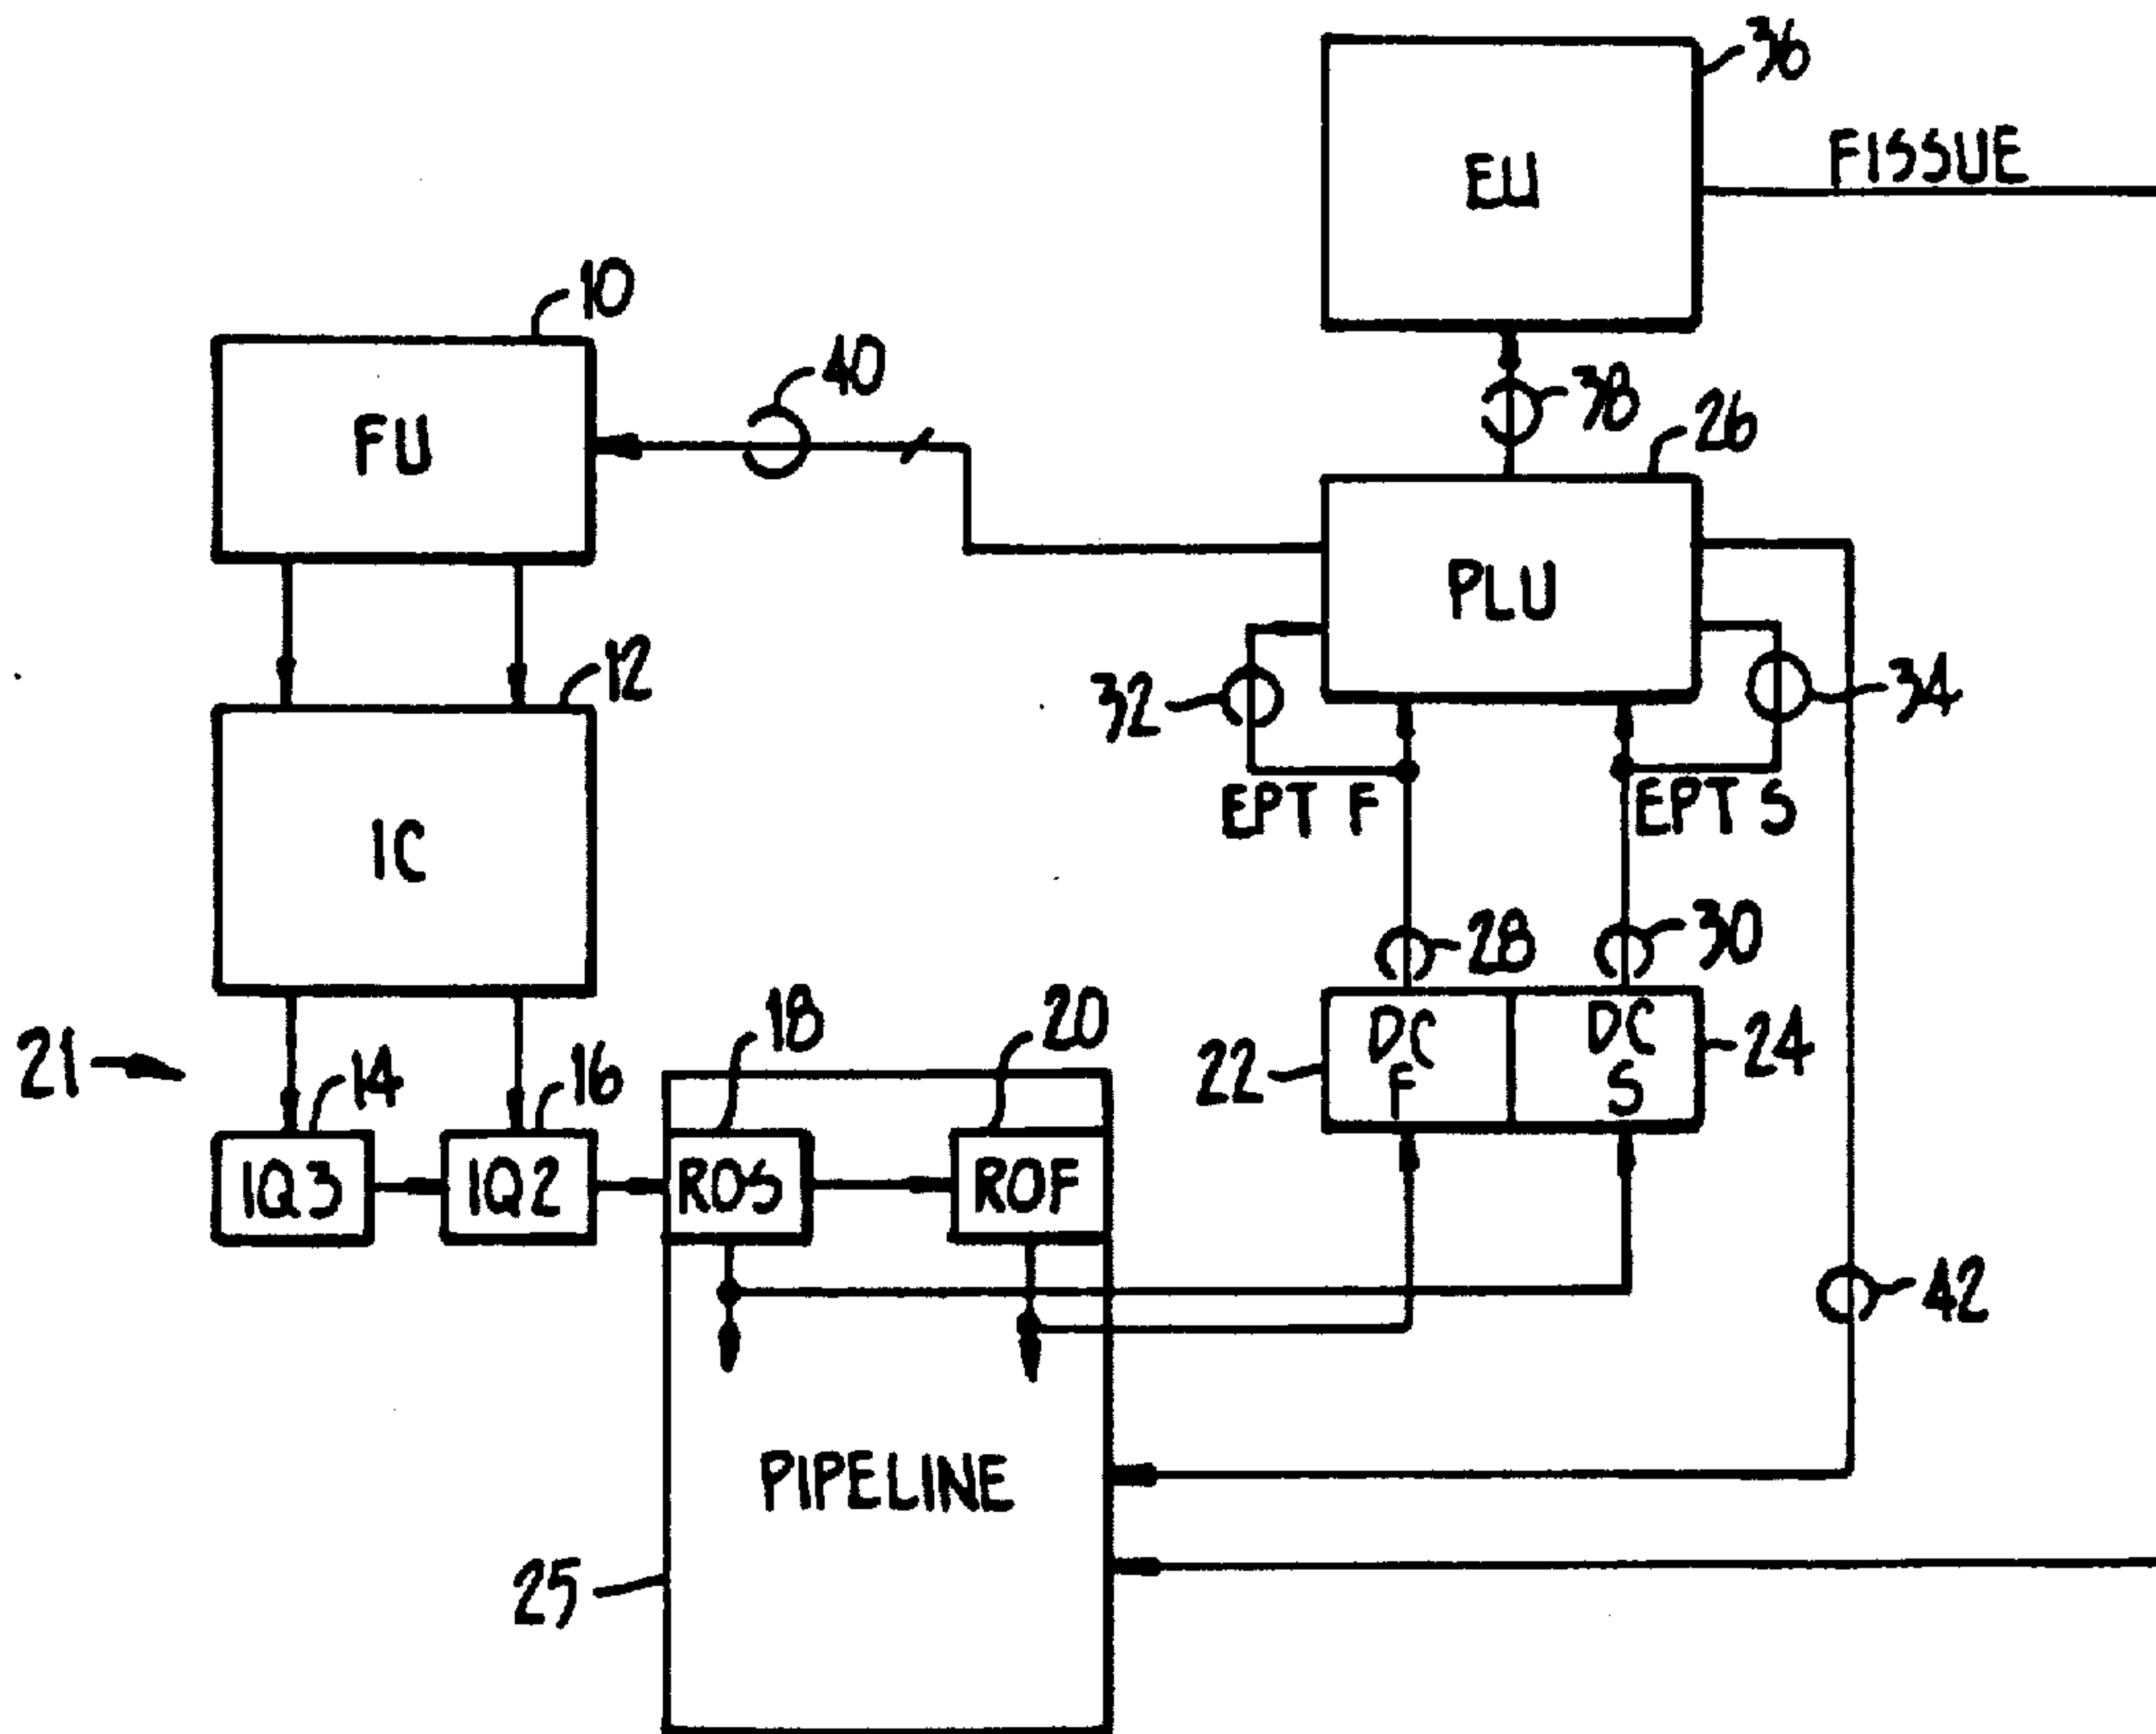 36
EU
FISSUE
10
FU
40
38
26
PLU
12
32
34
EPT F
EPT S
IC
28
30
18
20
DC F
DC S
22
24
21
14
16
IQ3
IQ2
ROS
ROF
42
PIPELINE
25